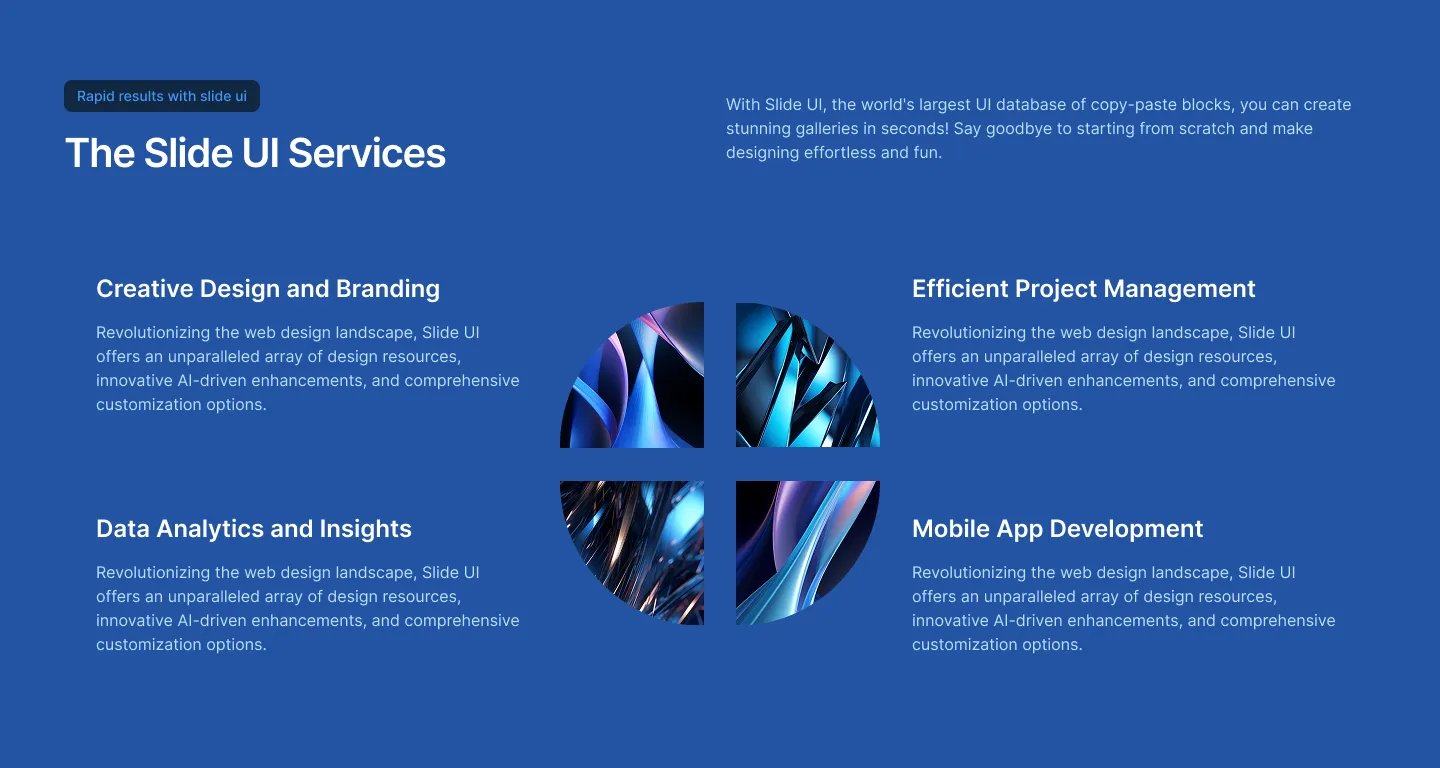 Rapid results with slide ui
The Slide UI Services
With Slide UI, the world's largest UI database of copy-paste blocks, you can create
stunning galleries in seconds! Say goodbye to starting from scratch and make
designing effortless and fun.
Creative Design and Branding
Revolutionizing the web design landscape, Slide UI
offers an unparalleled array of design resources,
innovative AI-driven enhancements, and comprehensive
customization options.
Efficient Project Management
Revolutionizing the web design landscape, Slide UI
offers an unparalleled array of design resources,
innovative AI-driven enhancements, and comprehensive
customization options.
Data Analytics and Insights
Revolutionizing the web design landscape, Slide UI
offers an unparalleled array of design resources,
innovative AI-driven enhancements, and comprehensive
customization options.
Mobile App Development
Revolutionizing the web design landscape, Slide UI
offers an unparalleled array of design resources,
innovative AI-driven enhancements, and comprehensive
customization options.